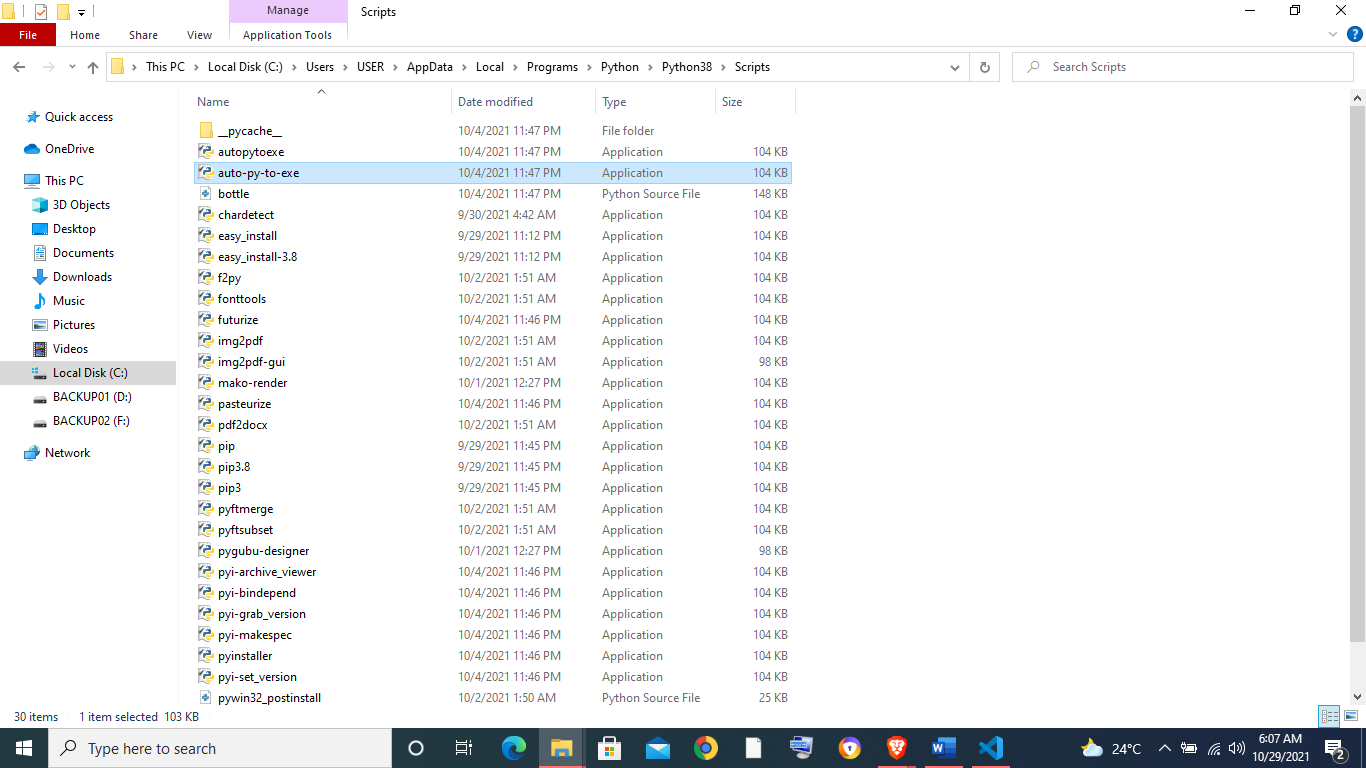 Manage Scripts
File Home Share View Application Tools
This PC Local Disk (C:) Users USER AppData Local Programs Python Python38 Scripts Search Scripts
Name Date modified Type Size
Quick access
OneDrive
This PC
3D Objects
Desktop
Documents
Downloads
Music
Pictures
Videos
Local Disk (C:)
BACKUP01 (D:)
BACKUP02 (F:)
Network
__pycache__ 10/4/2021 11:47 PM File folder
autopytoexe 10/4/2021 11:47 PM Application 104 KB
auto-py-to-exe 10/4/2021 11:47 PM Application 104 KB
bottle 10/4/2021 11:47 PM Python Source File 148 KB
chardetect 9/30/2021 4:42 AM Application 104 KB
easy_install 9/29/2021 11:12 PM Application 104 KB
easy_install-3.8 9/29/2021 11:12 PM Application 104 KB
f2py 10/2/2021 1:51 AM Application 104 KB
fonttools 10/2/2021 1:51 AM Application 104 KB
futurize 10/4/2021 11:46 PM Application 104 KB
img2pdf 10/2/2021 1:51 AM Application 104 KB
img2pdf-gui 10/2/2021 1:51 AM Application 98 KB
mako-render 10/1/2021 12:27 PM Application 104 KB
pasteurize 10/4/2021 11:46 PM Application 104 KB
pdf2docx 10/2/2021 1:51 AM Application 104 KB
pip 9/29/2021 11:45 PM Application 104 KB
pip3.8 9/29/2021 11:45 PM Application 104 KB
pip3 9/29/2021 11:45 PM Application 104 KB
pyftmerge 10/2/2021 1:51 AM Application 104 KB
pyftsubset 10/2/2021 1:51 AM Application 104 KB
pygubu-designer 10/1/2021 12:27 PM Application 98 KB
pyi-archive_viewer 10/4/2021 11:46 PM Application 104 KB
pyi-bindepend 10/4/2021 11:46 PM Application 104 KB
pyi-grab_version 10/4/2021 11:46 PM Application 104 KB
pyi-makespec 10/4/2021 11:46 PM Application 104 KB
pyinstaller 10/4/2021 11:46 PM Application 104 KB
pyi-set_version 10/4/2021 11:46 PM Application 104 KB
pywin32_postinstall 10/2/2021 1:50 AM Python Source File 25 KB
30 items 1 item selected 103 KB
Type here to search 24°C 6:07 AM
10/29/2021 2